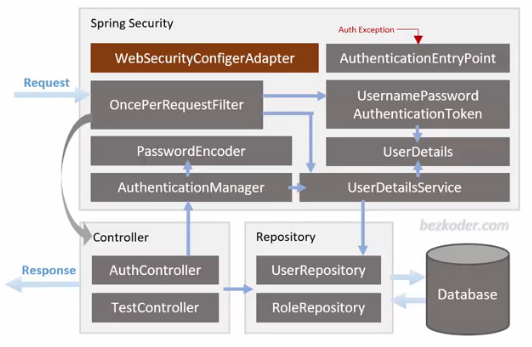 Spring Security
Auth Exception
WebSecurityConfigerAdapter
AuthenticationEntryPoint
Request
OncePerRequestFilter
UsernamePassword
AuthenticationToken
PasswordEncoder
UserDetails
AuthenticationManager
UserDetailsService
bezkoder.com
Controller
Repository
Response
AuthController
UserRepository
Database
TestController
RoleRepository